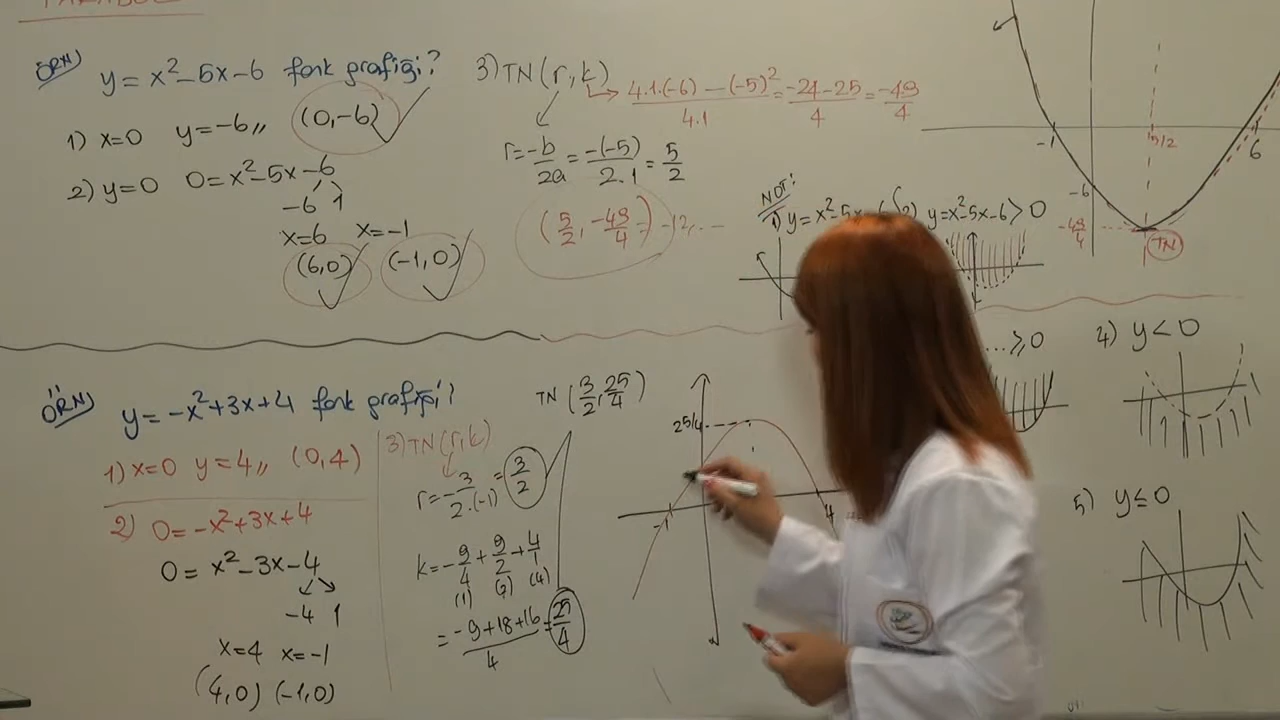 ÖRN) y = x² - 5x - 6 fonk grafiği?
1) x=0 y=-6,, (0,-6)
2) y=0 0=x²-5x-6
-6 1
x=6 x=-1
(6,0) (-1,0)
3) TN(r,k)
4.1.(-6) - (-5)² / 4.1 = -24-25 / 4 = -49/4
r = -b/2a = -(-5)/2.1 = 5/2
(5/2, -49/4) -12,...
NOT:
1) y=x²-5x-6
2) y=x²-5x-6 > 0
...≥0
4) y<0
5) y≤0
-1
5/2
6
-6
-49/4
TN
ÖRN) y=-x²+3x+4 fonk grafiği?
1) x=0 y=4,, (0,4)
2) 0=-x²+3x+4
0= x²-3x-4
-4 1
x=4 x=-1
(4,0) (-1,0)
3) TN(r,k)
r=-3/2.(-1) = 3/2
k=-9/4+9/2+4/1
(1) (2) (4)
= -9+18+16 / 4 = 25/4
TN (3/2, 25/4)
25/4
-1
4